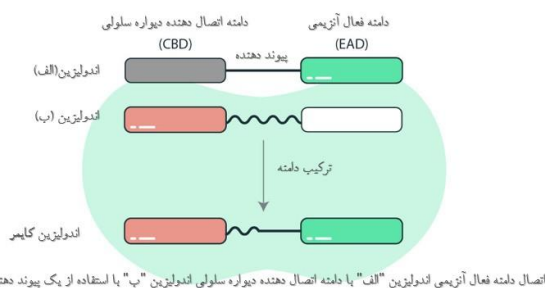 دامنه فعال آنزیمی
(EAD)
دامنه اتصال دهنده دیواره سلولی
(CBD)
پیوند دهنده
اندولیزین(الف)
اندولیزین (ب)
ترکیب دامنه
اندولیزین کایمر
اتصال دامنه فعال آنزیمی اندولیزین "الف" با دامنه اتصال دهنده دیواره سلولی اندولیزین "ب" با استفاده از یک پیوند